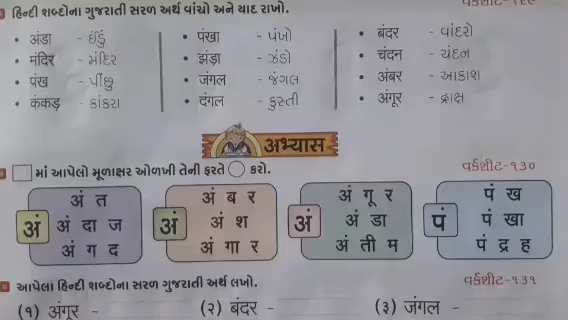 હિન્દી શબ્દોના ગુજરાતી સરળ અર્થ વાંચો અને યાદ રાખો.
• अंडा - ઈંડું • पंखा - પંખો • बंदर - વાંદરો
• मंदिर - મંદિર • झंड़ा - ઝંડો • चंदन - ચંદન
• पंख - પીંછુ • जंगल - જંગલ • अंबर - આકાશ
• कंकड़ - કાંકરા • दंगल - કુસ્તી • अंगूर - દ્રાક્ષ
अभ्यास
માં આપેલો મૂળાક્ષર ઓળખી તેની ફરતે ○ કરો. વર્કશીટ-૧૩૦
अं
अं त
अं दा ज
अं ग द
अं
अं ब र
अं श
अं गा र
अं
अं गू र
अं डा
अं ती म
पं
पं ख
पं खा
पं द्र ह
આપેલા હિન્દી શબ્દોના સરળ ગુજરાતી અર્થ લખો. વર્કશીટ-૧૩૧
(૧) अंगूर - (૨) बंदर - (૩) जंगल -